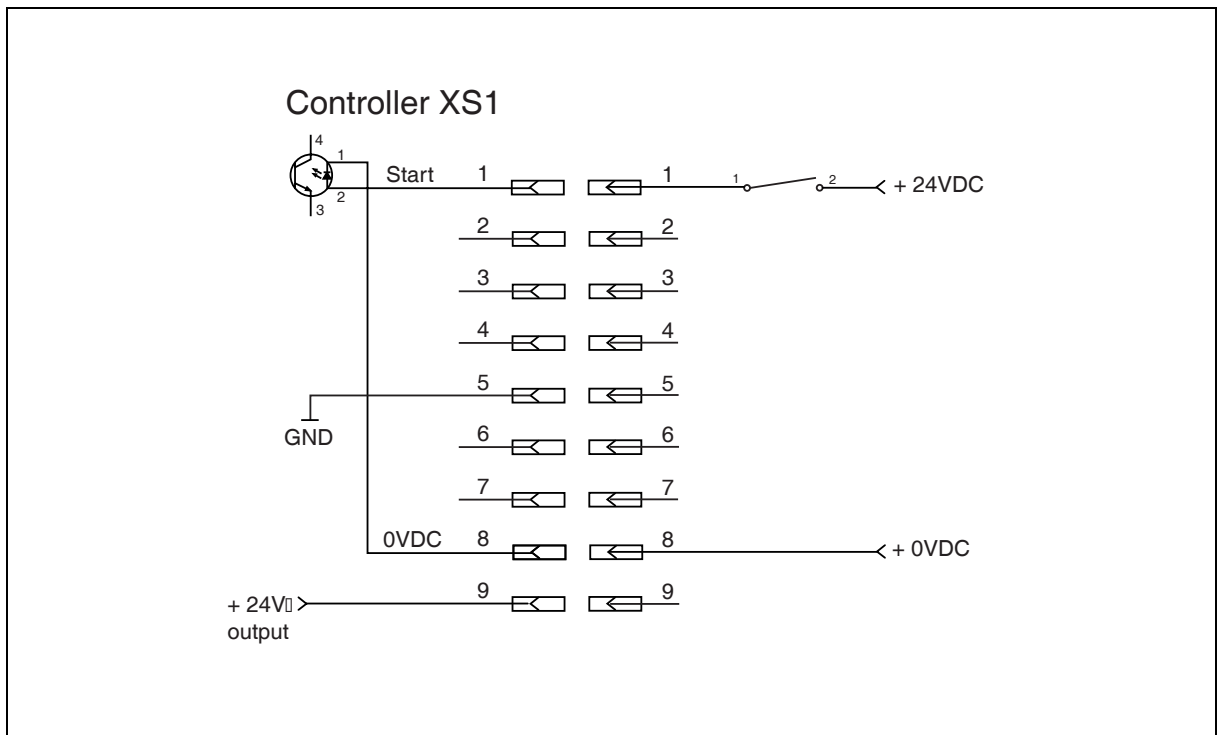 Controller XS1
4
1
2
3
Start 1 1 1 2 + 24VDC
2 2
3 3
4 4
5 5
GND
6 6
7 7
0VDC 8 8 + 0VDC
9 9
+ 24V▯
output